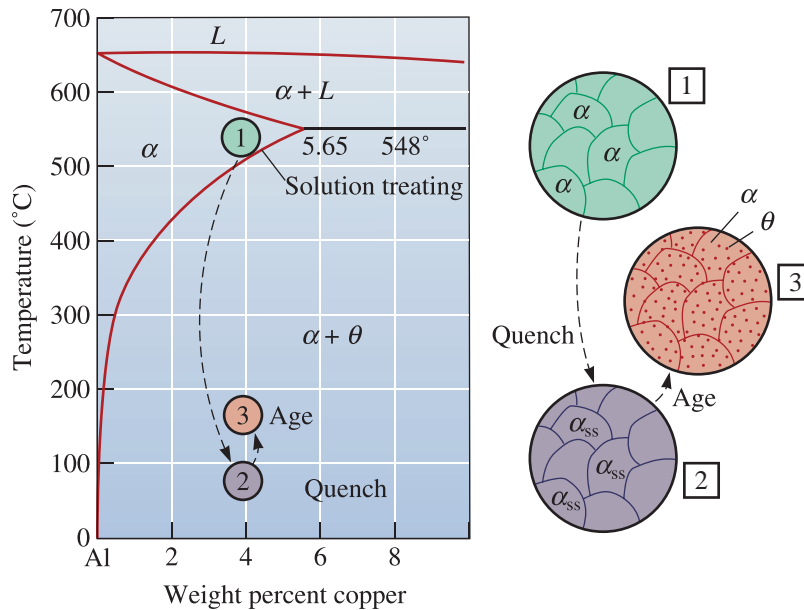 700
600
500
400
300
200
100
0
Temperature (°C)
L
α + L
1
α
5.65
548°
Solution treating
α + θ
3
Age
2
Quench
Al
2
4
6
8
Weight percent copper
1
α
α
α
α
θ
3
Quench
Age
αss
αss
αss
2